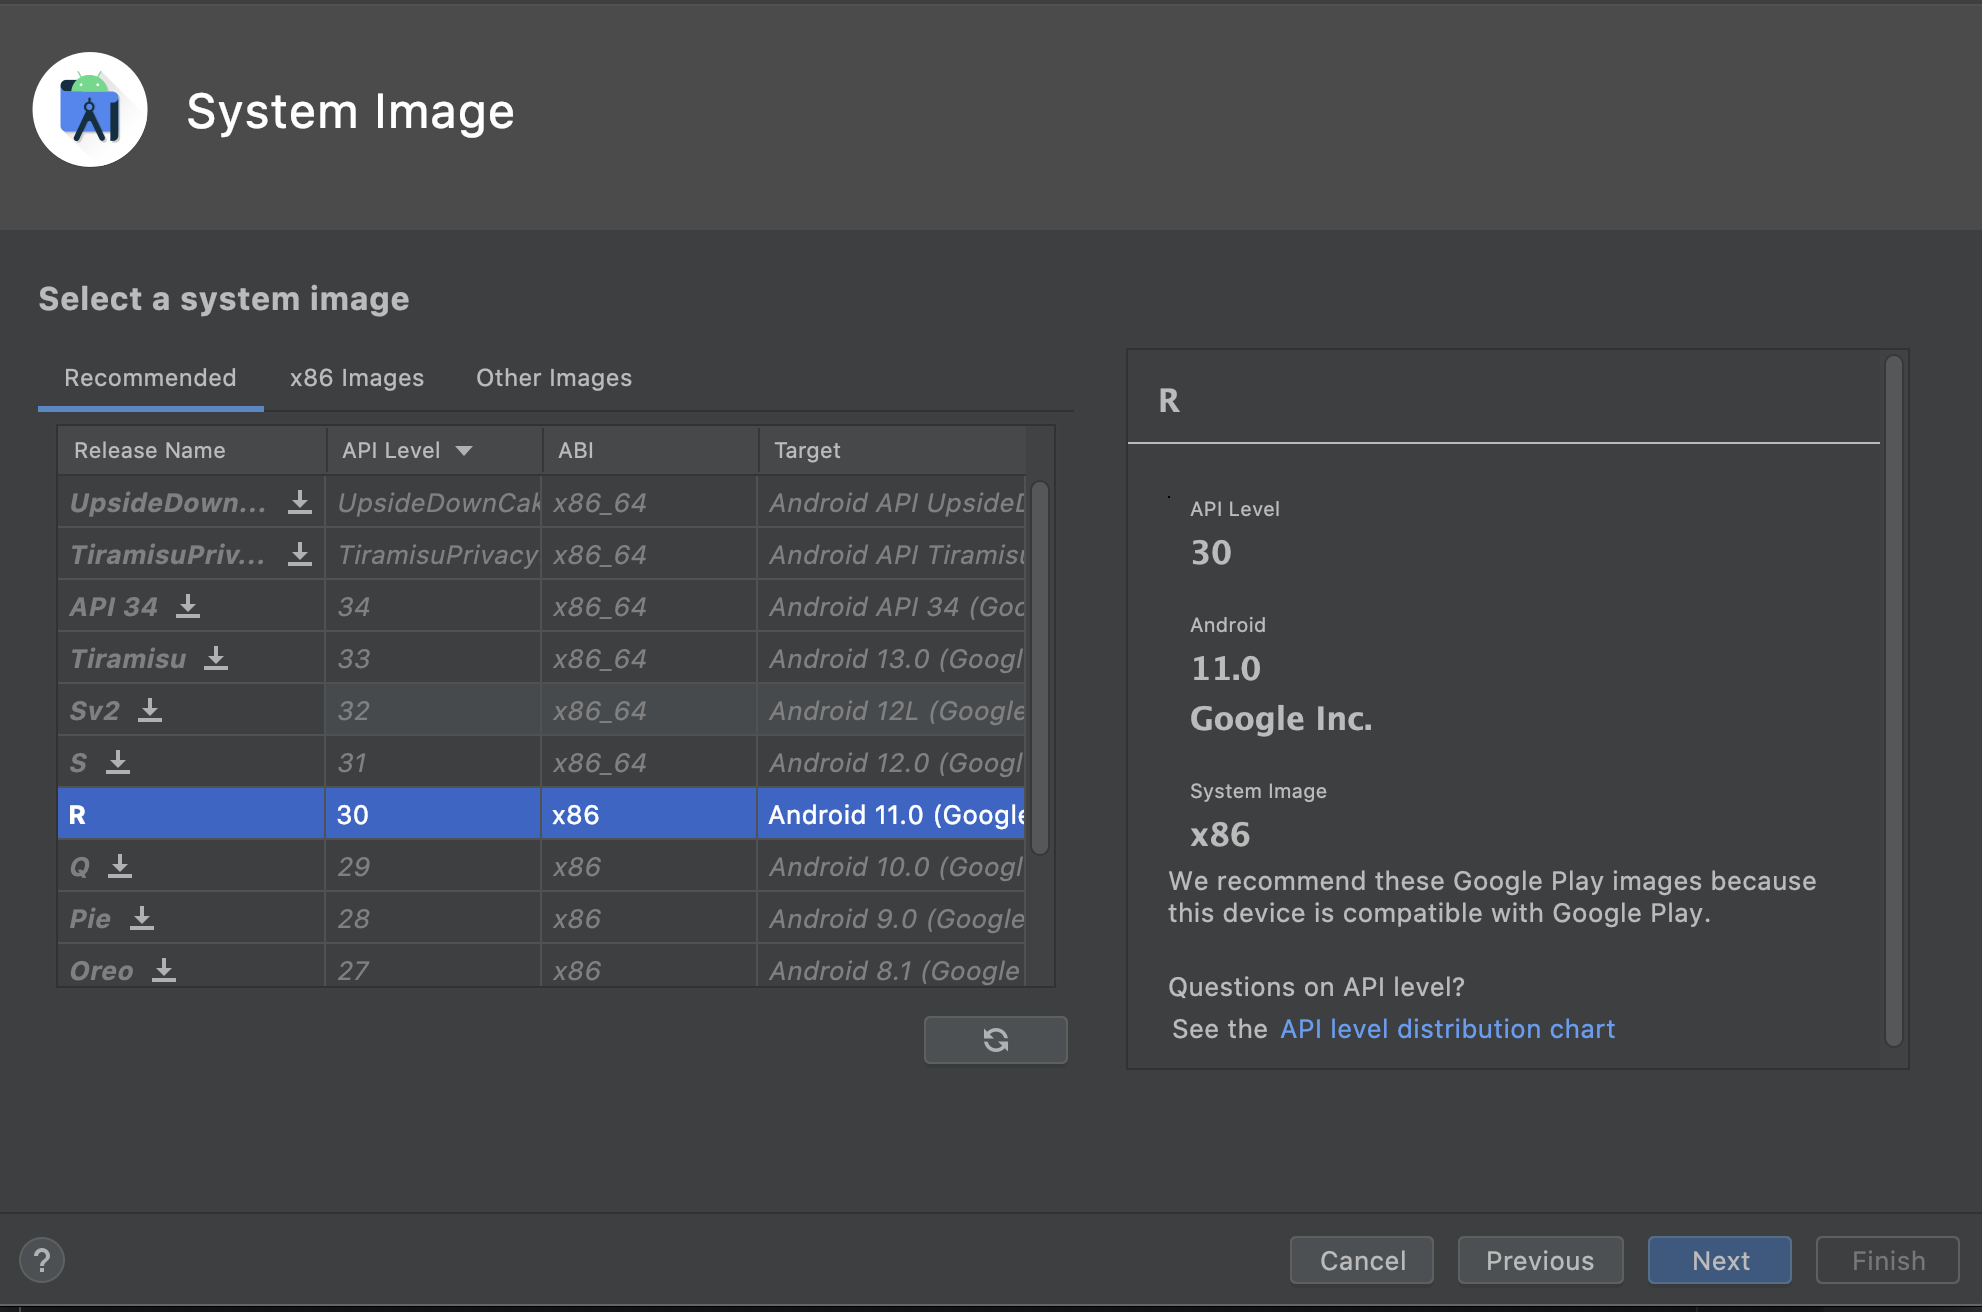 System Image
Select a system image
Recommended x86 Images Other Images
Release Name API Level ABI Target
UpsideDown... UpsideDownCak x86_64 Android API UpsideD
TiramisuPriv... TiramisuPrivacy x86_64 Android API Tiramisu
API 34 34 x86_64 Android API 34 (Goo
Tiramisu 33 x86_64 Android 13.0 (Googl
Sv2 32 x86_64 Android 12L (Google
S 31 x86_64 Android 12.0 (Googl
R 30 x86 Android 11.0 (Google
Q 29 x86 Android 10.0 (Googl
Pie 28 x86 Android 9.0 (Google
Oreo 27 x86 Android 8.1 (Google
R
API Level
30
Android
11.0
Google Inc.
System Image
x86
We recommend these Google Play images because
this device is compatible with Google Play.
Questions on API level?
See the API level distribution chart
? Cancel Previous Next Finish